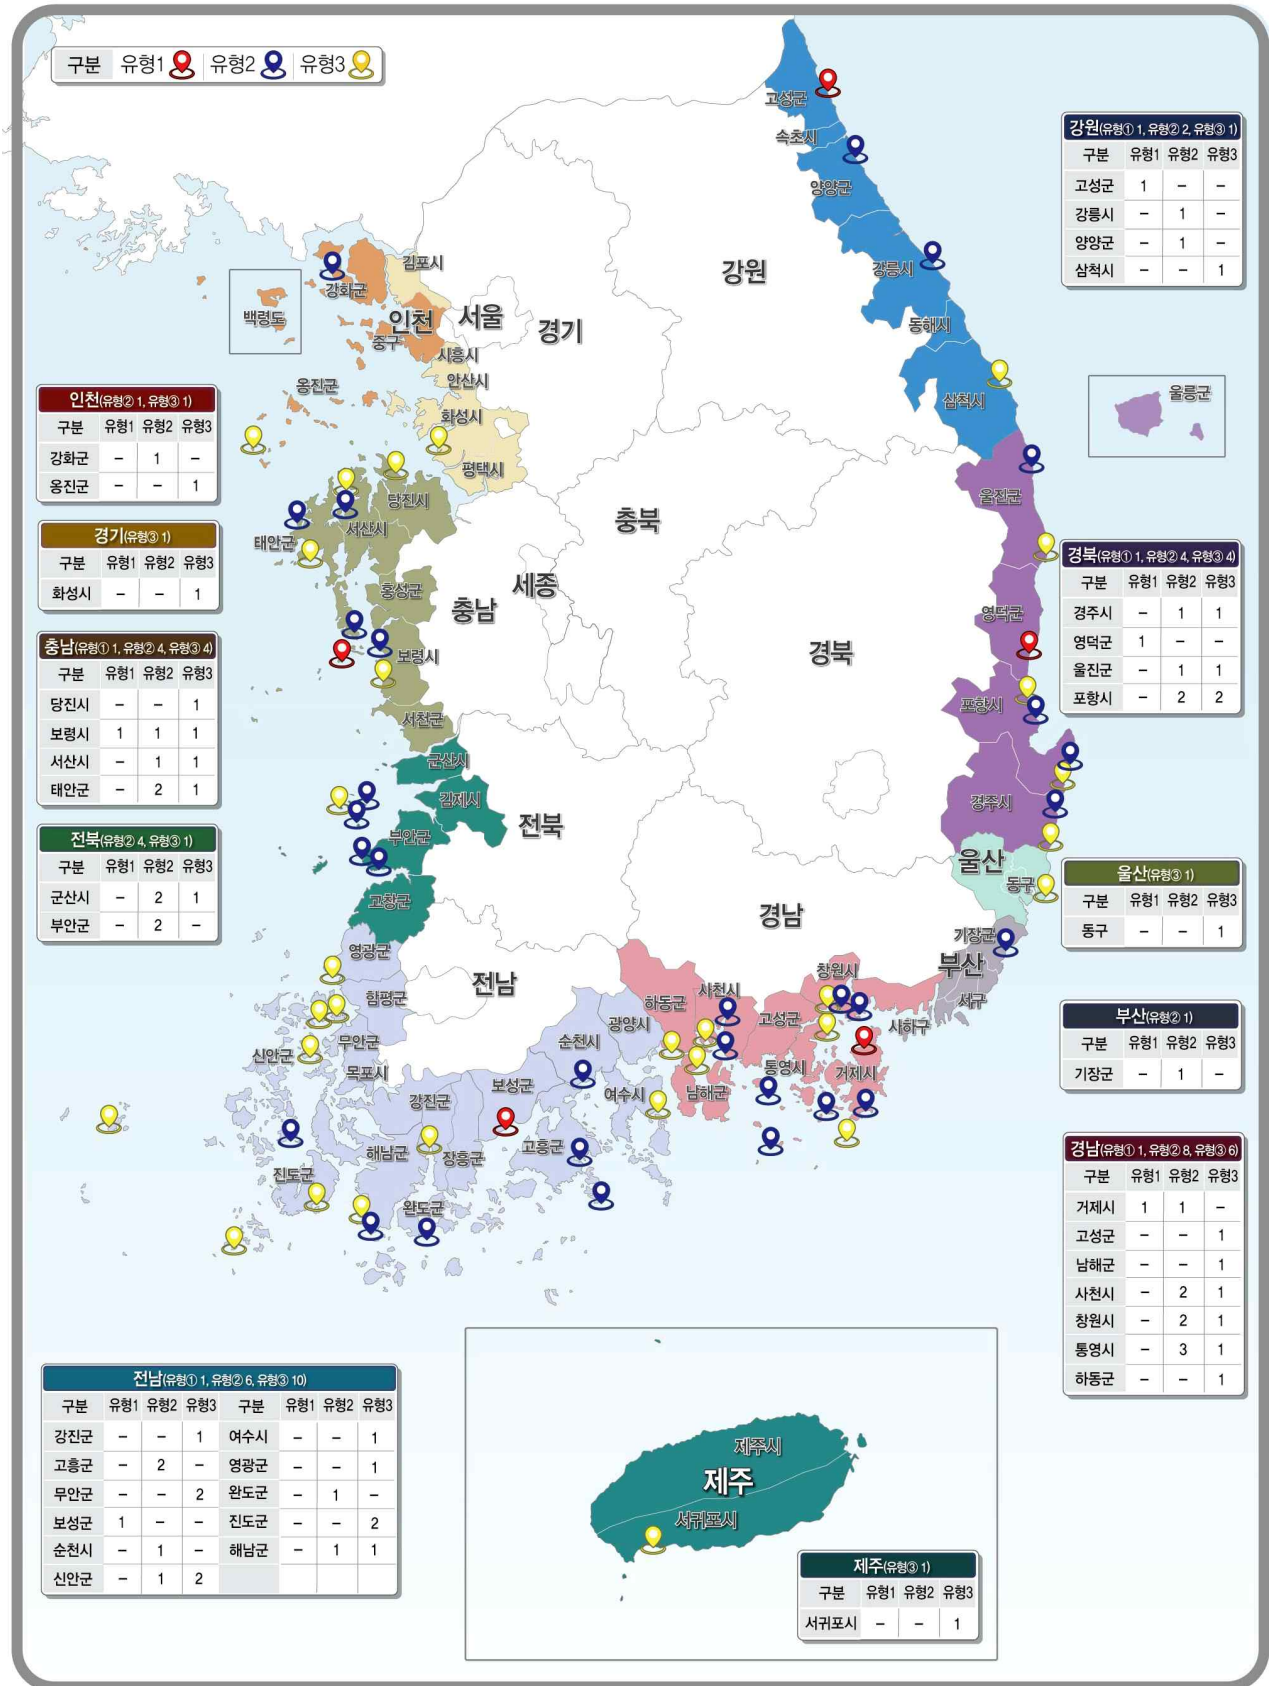 구분 유형1 유형2 유형3
고성군
속초시
양양군
강릉시
동해시
삼척시
강원
강원(유형① 1, 유형② 2, 유형③ 1)
구분 유형1 유형2 유형3
고성군 1 – –
강릉시 – 1 –
양양군 – 1 –
삼척시 – – 1
김포시
강화군
백령도
인천
중구
서울
경기
시흥시
안산시
옹진군
화성시
평택시
울릉군
인천(유형② 1, 유형③ 1)
구분 유형1 유형2 유형3
강화군 – 1 –
옹진군 – – 1
경기(유형③ 1)
구분 유형1 유형2 유형3
화성시 – – 1
당진시
서산시
태안군
홍성군
보령시
서천군
충북
세종
충남
경북
울진군
영덕군
포항시
경주시
경북(유형① 1, 유형② 4, 유형③ 4)
구분 유형1 유형2 유형3
경주시 – 1 1
영덕군 1 – –
울진군 – 1 1
포항시 – 2 2
충남(유형① 1, 유형② 4, 유형③ 4)
구분 유형1 유형2 유형3
당진시 – – 1
보령시 1 1 1
서산시 – 1 1
태안군 – 2 1
군산시
김제시
부안군
고창군
전북
전북(유형② 4, 유형③ 1)
구분 유형1 유형2 유형3
군산시 – 2 1
부안군 – 2 –
울산
동구
울산(유형③ 1)
구분 유형1 유형2 유형3
동구 – – 1
경남
기장군
부산
서구
사하구
부산(유형② 1)
구분 유형1 유형2 유형3
기장군 – 1 –
영광군
함평군
전남
무안군
신안군
목포시
강진군
보성군
순천시
광양시
여수시
고흥군
해남군
장흥군
진도군
완도군
하동군
사천시
고성군
창원시
남해군
통영시
거제시
경남(유형① 1, 유형② 8, 유형③ 6)
구분 유형1 유형2 유형3
거제시 1 1 –
고성군 – – 1
남해군 – – 1
사천시 – 2 1
창원시 – 2 1
통영시 – 3 1
하동군 – – 1
전남(유형① 1, 유형② 6, 유형③ 10)
구분 유형1 유형2 유형3 구분 유형1 유형2 유형3
강진군 – – 1 여수시 – – 1
고흥군 – 2 – 영광군 – – 1
무안군 – – 2 완도군 – 1 –
보성군 1 – – 진도군 – – 2
순천시 – 1 – 해남군 – 1 1
신안군 – 1 2
제주시
제주
서귀포시
제주(유형③ 1)
구분 유형1 유형2 유형3
서귀포시 – – 1